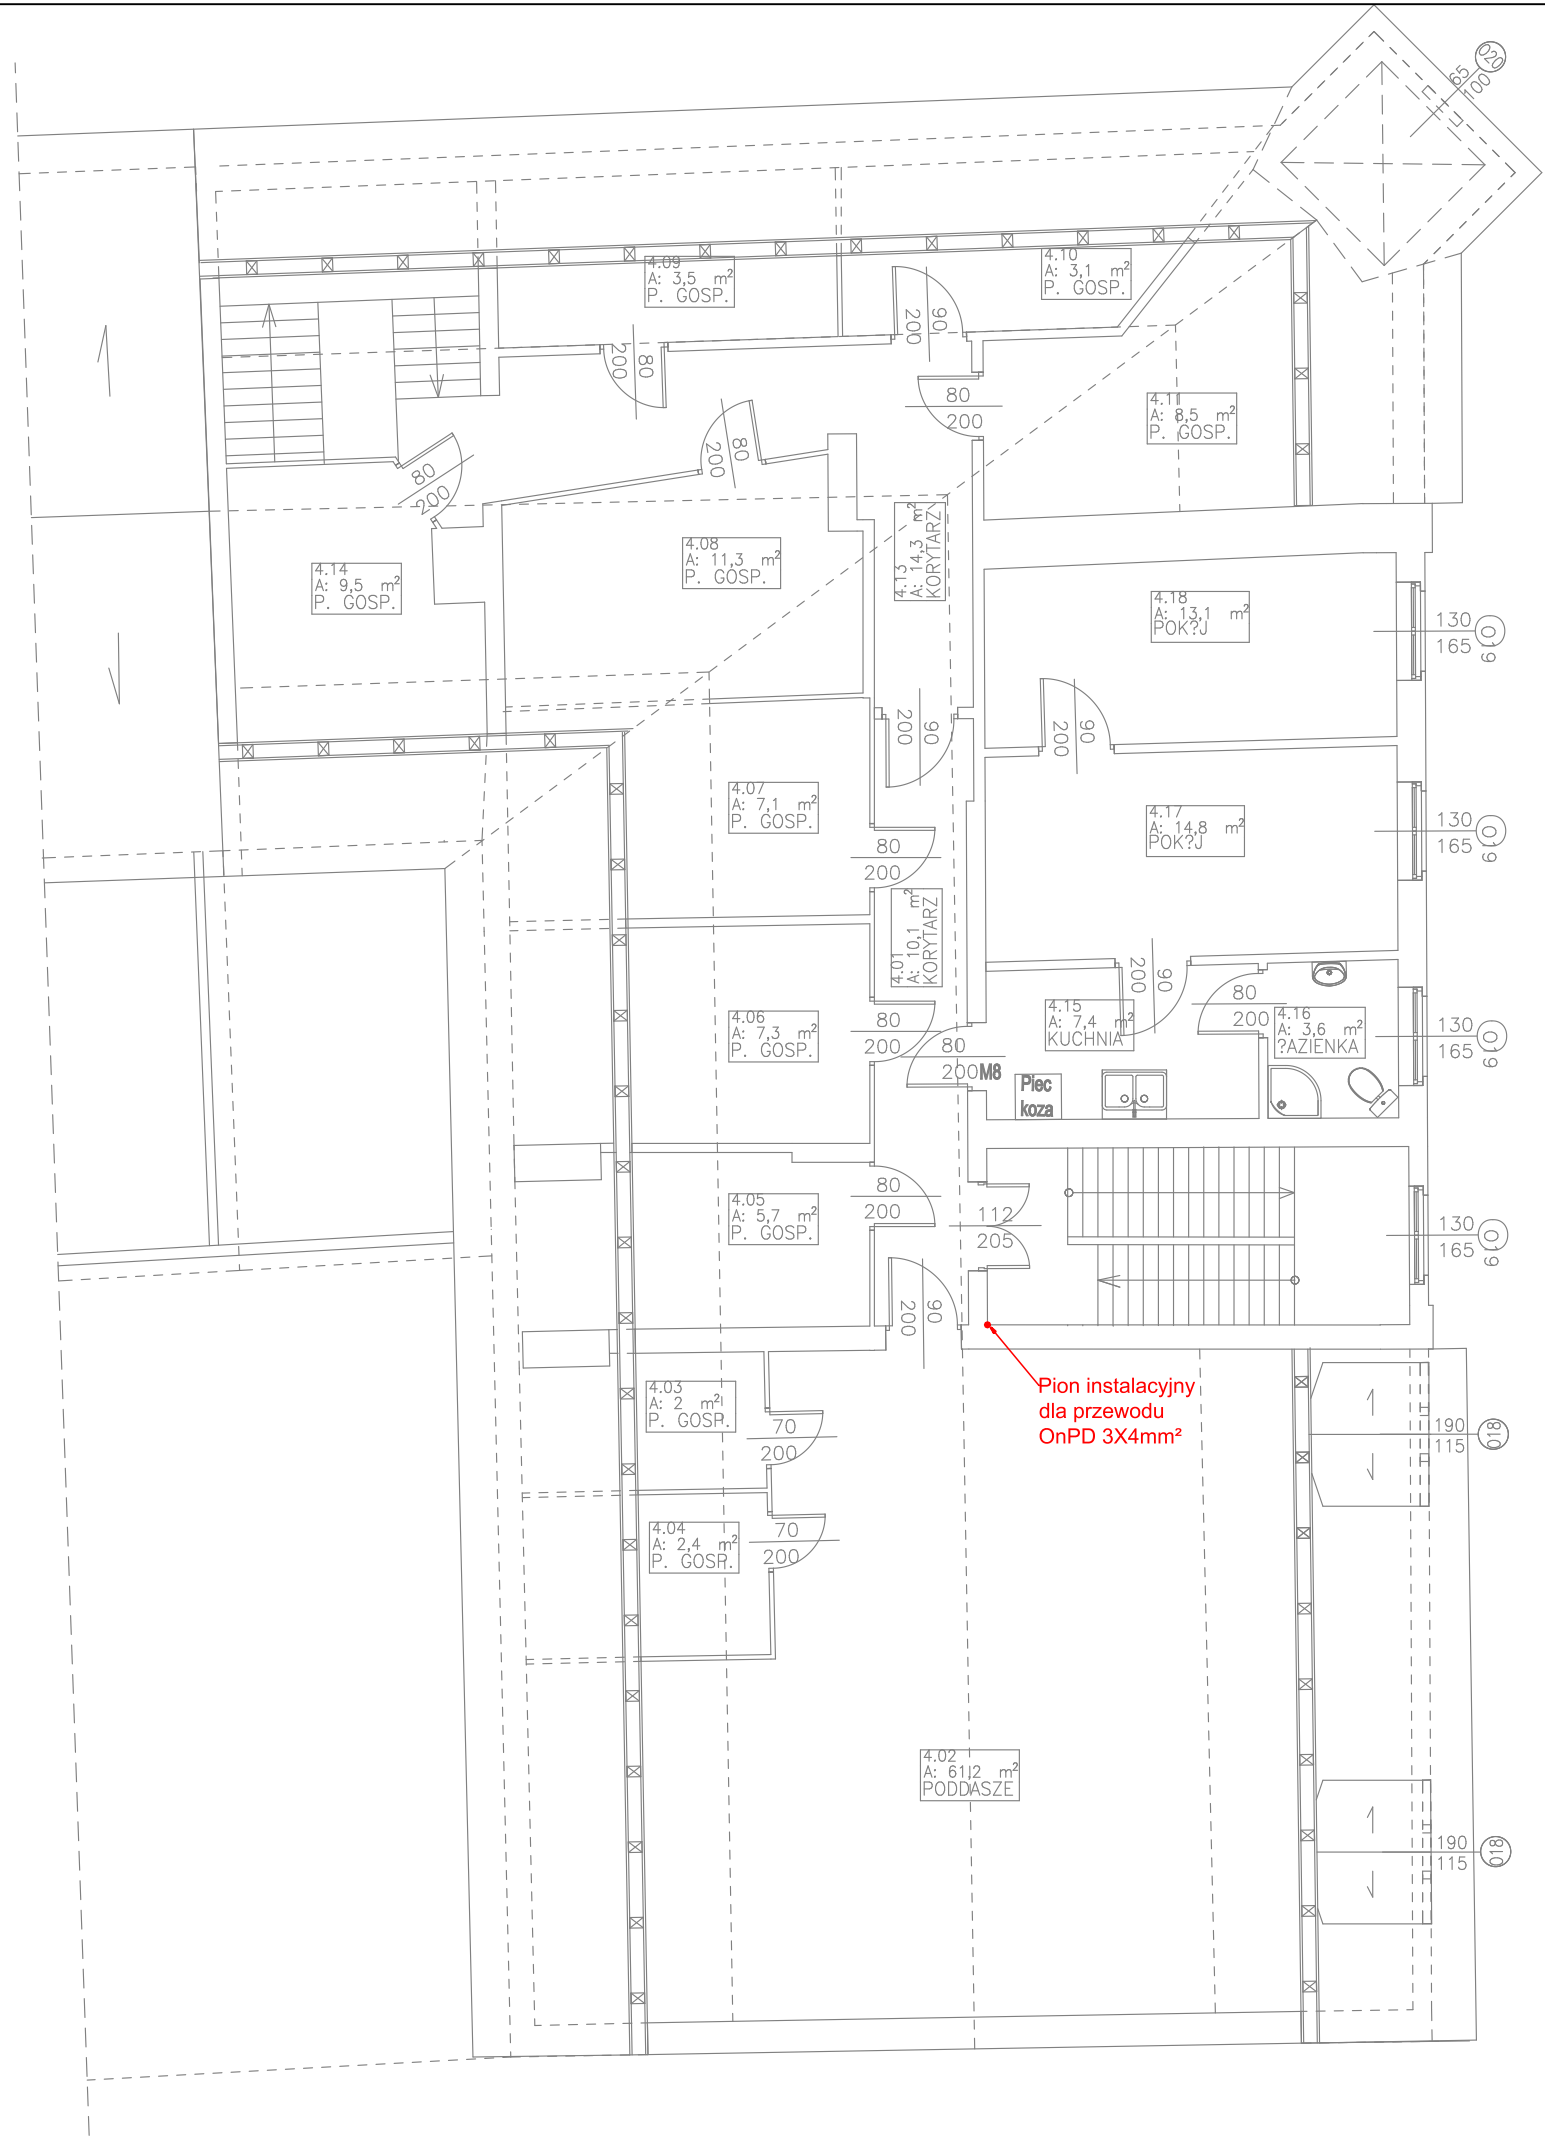 65
100
020
4.09
A: 3,5 m²
P. GOSP.
4.10
A: 3,1 m²
P. GOSP.
90
200
80
200
80
200
4.11
A: 8,5 m²
P. GOSP.
80
200
80
200
4.14
A: 9,5 m²
P. GOSP.
4.08
A: 11,3 m²
P. GOSP.
4.13
A: 14,3 m²
KORYTARZ
4.18
A: 13,1 m²
POK?J
130
165
019
90
200
90
200
4.07
A: 7,1 m²
P. GOSP.
4.17
A: 14,8 m²
POK?J
130
165
019
80
200
4.01
A: 10,1 m²
KORYTARZ
90
200
80
200
4.06
A: 7,3 m²
P. GOSP.
80
200
80
200
M8
4.15
A: 7,4 m²
KUCHNIA
4.16
A: 3,6 m²
?AZIENKA
130
165
019
Piec
koza
4.05
A: 5,7 m²
P. GOSP.
80
200
112
205
130
165
019
90
200
Pion instalacyjny
dla przewodu
OnPD 3X4mm²
4.03
A: 2 m²
P. GOSP.
70
200
190
115
018
4.04
A: 2,4 m²
P. GOSP.
70
200
4.02
A: 61,2 m²
PODDASZE
190
115
018